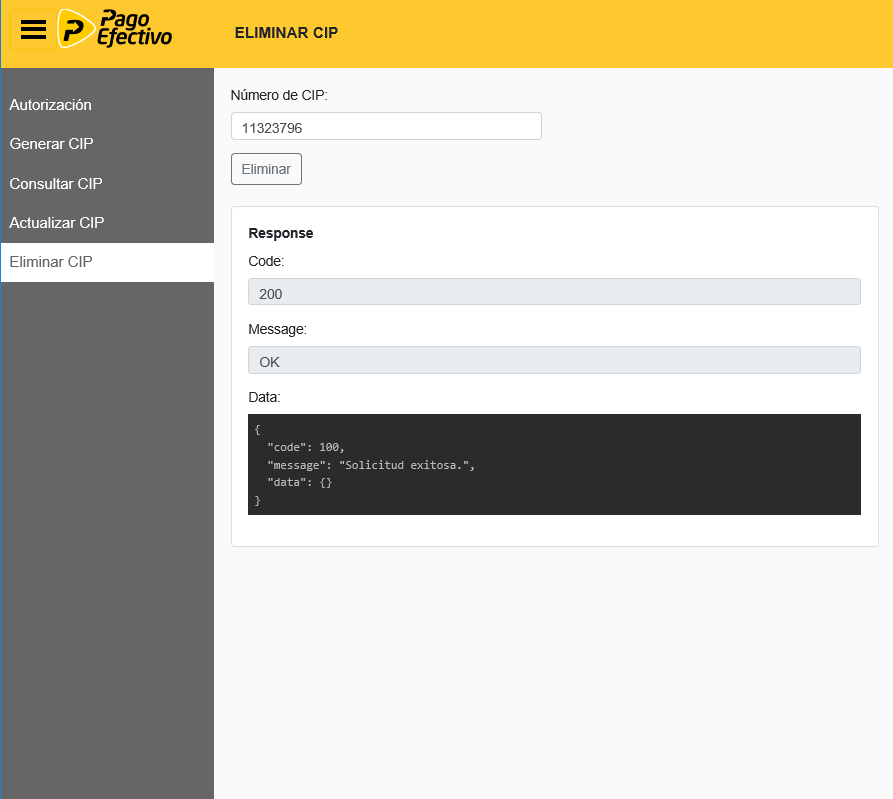 Pago
Efectivo
ELIMINAR CIP
Autorización
Generar CIP
Consultar CIP
Actualizar CIP
Eliminar CIP
Número de CIP:
11323796
Eliminar
Response
Code:
200
Message:
OK
Data:
{
"code": 100,
"message": "Solicitud exitosa.",
"data": {}
}